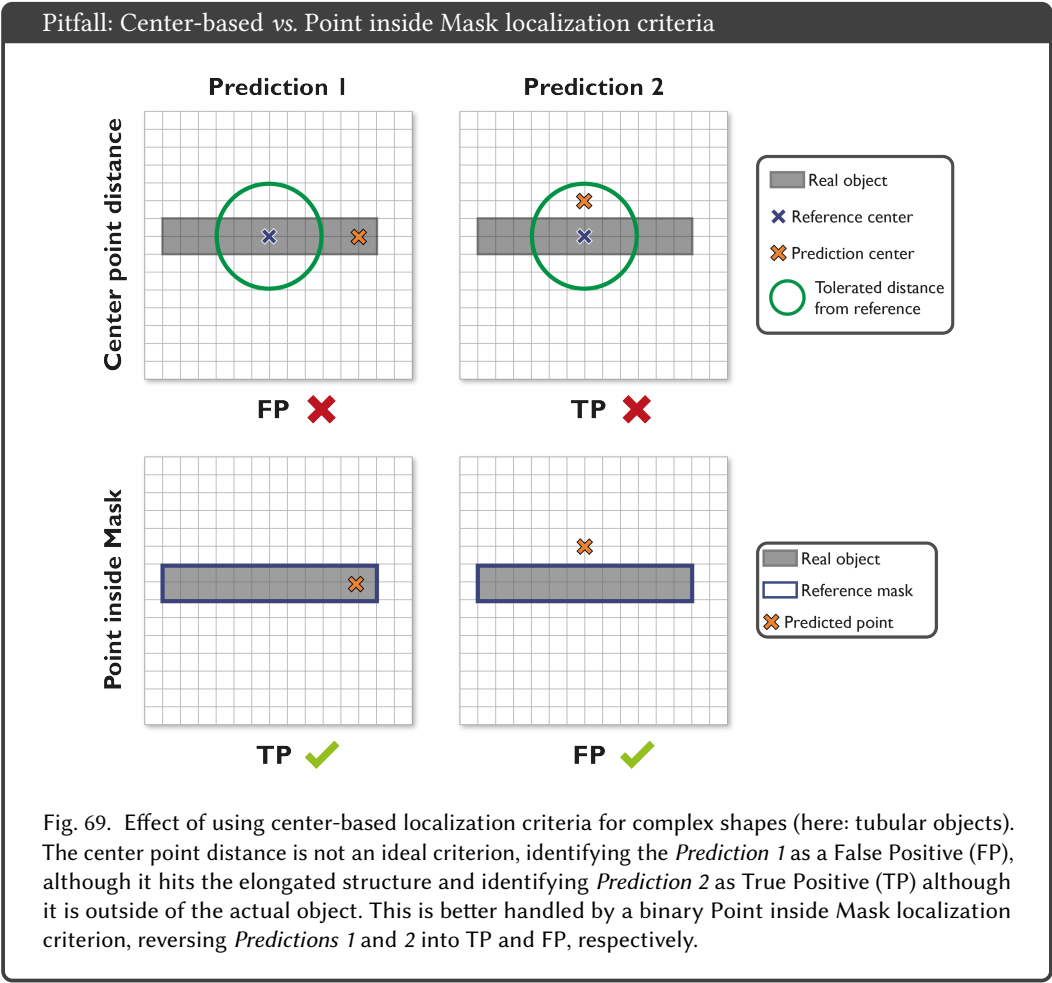 Pitfall: Center-based vs. Point inside Mask localization criteria
Prediction 1
Prediction 2
Center point distance
Real object
Reference center
Prediction center
Tolerated distance
from reference
FP
TP
Point inside Mask
Real object
Reference mask
Predicted point
TP
FP
Fig. 69. Effect of using center-based localization criteria for complex shapes (here: tubular objects).
The center point distance is not an ideal criterion, identifying the Prediction 1 as a False Positive (FP),
although it hits the elongated structure and identifying Prediction 2 as True Positive (TP) although
it is outside of the actual object. This is better handled by a binary Point inside Mask localization
criterion, reversing Predictions 1 and 2 into TP and FP, respectively.